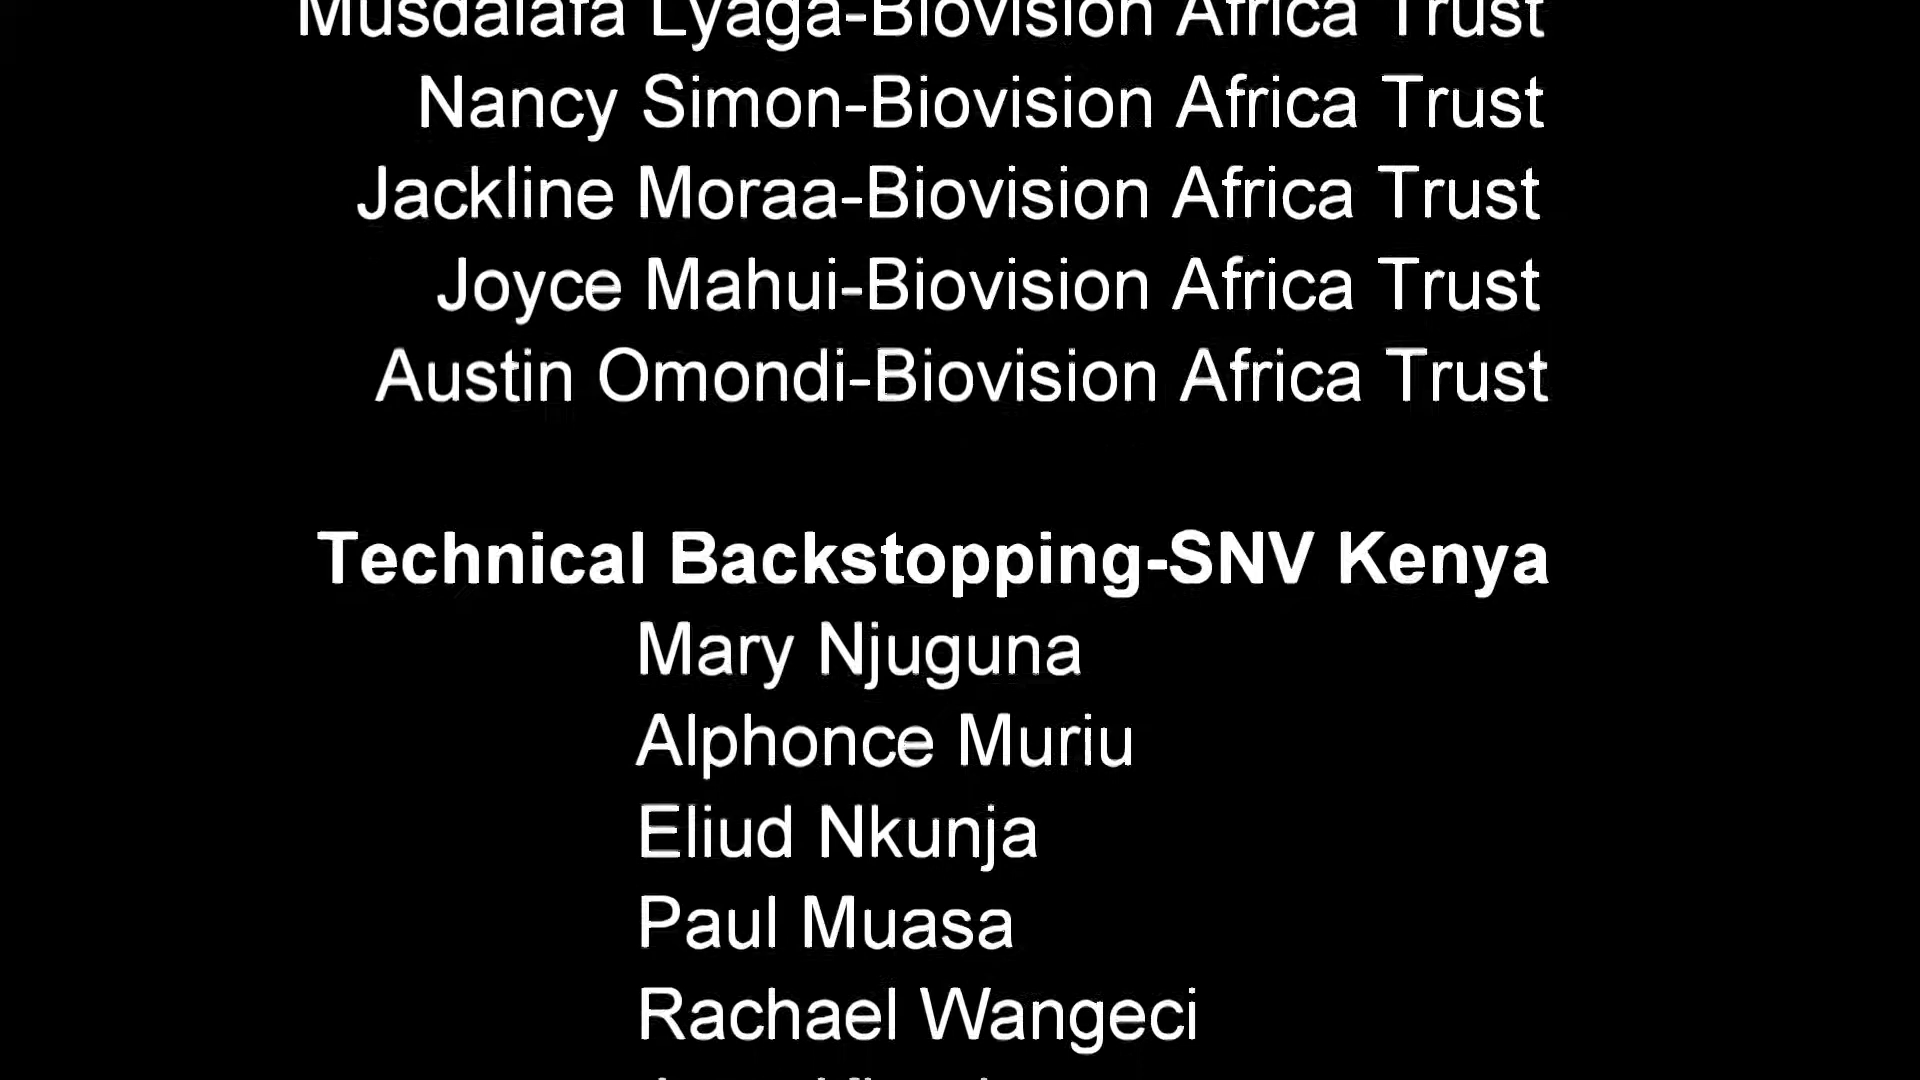 Musdalafa Lyaga-Biovision Africa Trust
Nancy Simon-Biovision Africa Trust
Jackline Moraa-Biovision Africa Trust
Joyce Mahui-Biovision Africa Trust
Austin Omondi-Biovision Africa Trust
Technical Backstopping-SNV Kenya
Mary Njuguna
Alphonce Muriu
Eliud Nkunja
Paul Muasa
Rachael Wangeci